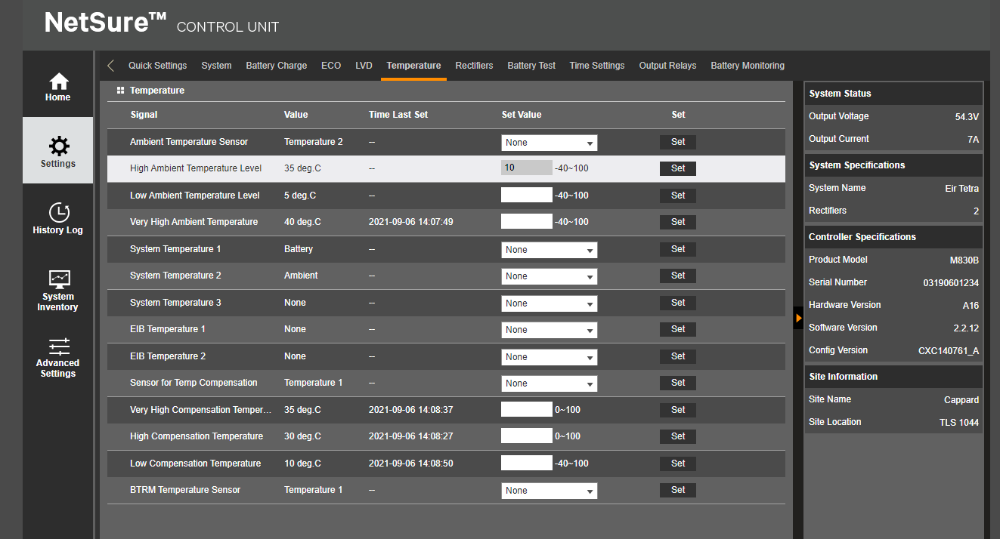 NetSure™ CONTROL UNIT
Home
Settings
History Log
System
Inventory
Advanced
Settings
Quick Settings System Battery Charge ECO LVD Temperature Rectifiers Battery Test Time Settings Output Relays Battery Monitoring
Temperature
Signal Value Time Last Set Set Value Set
Ambient Temperature Sensor Temperature 2 -- None Set
High Ambient Temperature Level 35 deg.C -- 10 -40~100 Set
Low Ambient Temperature Level 5 deg.C -- -40~100 Set
Very High Ambient Temperature 40 deg.C 2021-09-06 14:07:49 -40~100 Set
System Temperature 1 Battery -- None Set
System Temperature 2 Ambient -- None Set
System Temperature 3 None -- None Set
EIB Temperature 1 None -- None Set
EIB Temperature 2 None -- None Set
Sensor for Temp Compensation Temperature 1 -- None Set
Very High Compensation Temper... 35 deg.C 2021-09-06 14:08:37 0~100 Set
High Compensation Temperature 30 deg.C 2021-09-06 14:08:27 0~100 Set
Low Compensation Temperature 10 deg.C 2021-09-06 14:08:50 -40~100 Set
BTRM Temperature Sensor Temperature 1 -- None Set
System Status
Output Voltage 54.3V
Output Current 7A
System Specifications
System Name Eir Tetra
Rectifiers 2
Controller Specifications
Product Model M830B
Serial Number 03190601234
Hardware Version A16
Software Version 2.2.12
Config Version CXC140761_A
Site Information
Site Name Cappard
Site Location TLS 1044